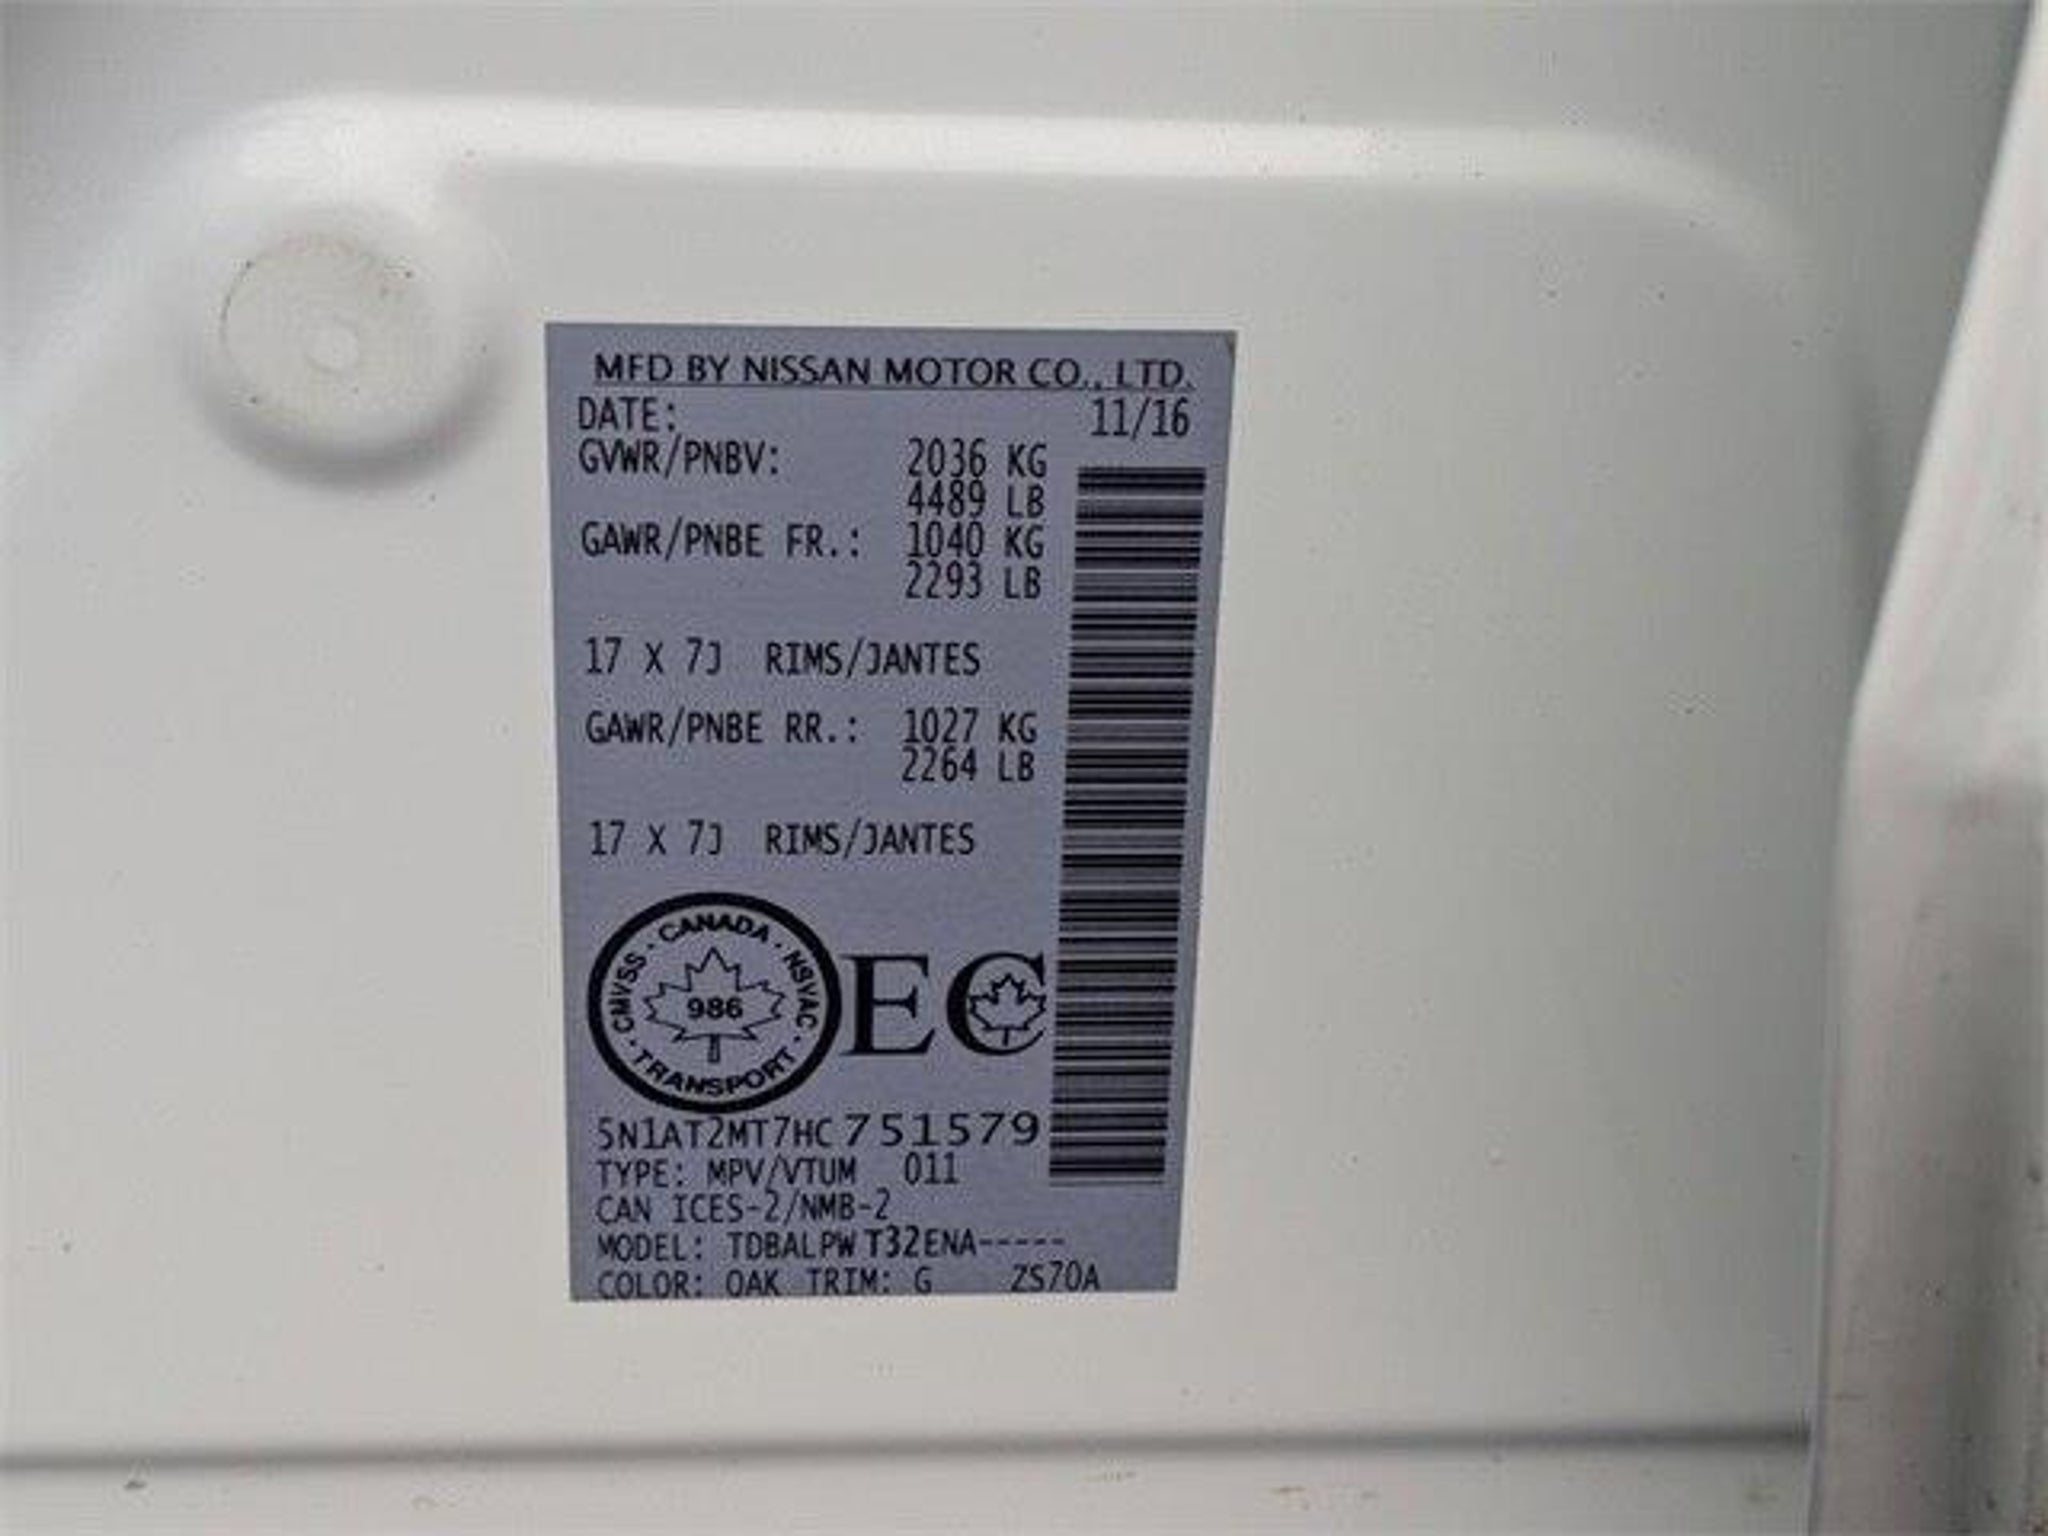 MFD BY NISSAN MOTOR CO., LTD.
DATE: 11/16
GVWR/PNBV: 2036 KG
4489 LB
GAWR/PNBE FR.: 1040 KG
2293 LB
17 X 7J RIMS/JANTES
GAWR/PNBE RR.: 1027 KG
2264 LB
17 X 7J RIMS/JANTES
CANADA · NSVAC · TRANSPORT · CMVSS ·
986
EC
5N1AT2MT7HC751579
TYPE: MPV/VTUM 011
CAN ICES-2/NMB-2
MODEL: TDBALPWT32ENA-----
COLOR: QAK TRIM: G ZS70A